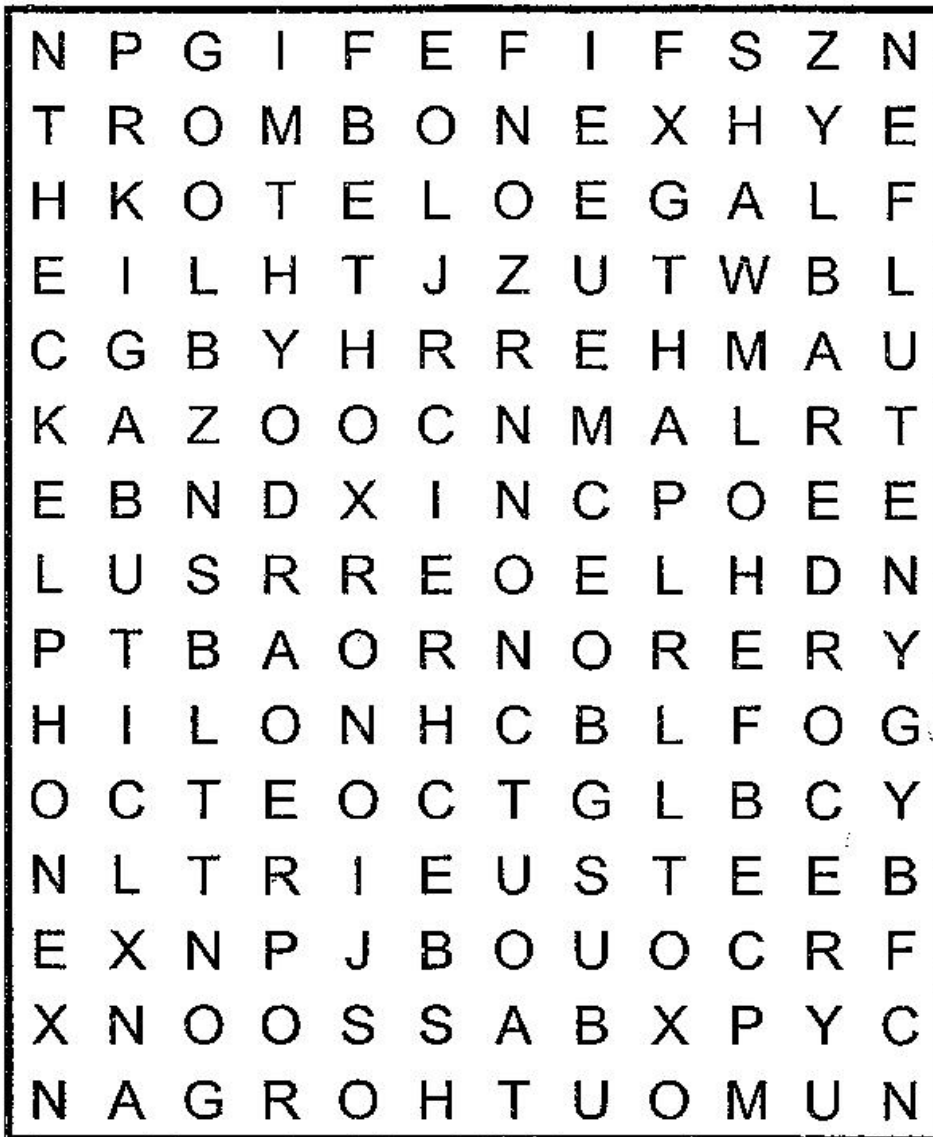 N P G I F E F I F S Z N
T R O M B O N E X H Y E
H K O T E L O E G A L F
E I L H T J Z U T W B L
C G B Y H R R E H M A U
K A Z O O C N M A L R T
E B N D X I N C P O E E
L U S R R E O E L H D N
P T B A O R N O R E R Y
H I L O N H C B L F O G
O C T E O C T G L B C Y
N L T R I E U S T E E B
E X N P J B O U O C R F
X N O O S S A B X P Y C
N A G R O H T U O M U N